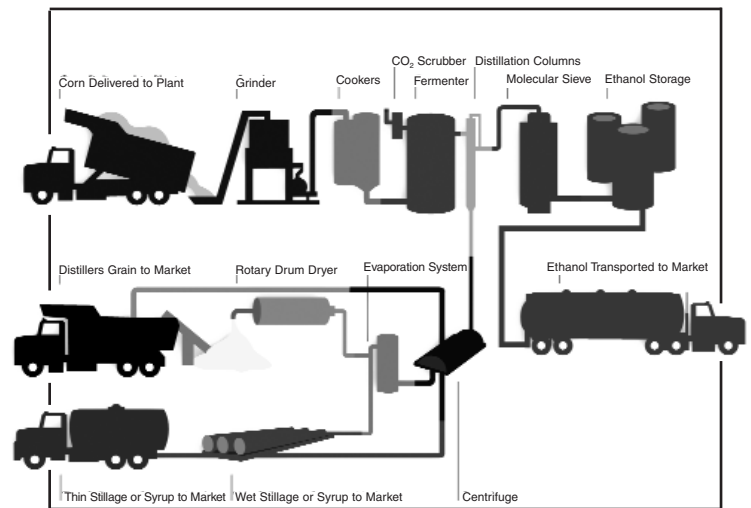 CO₂ Scrubber
Distillation Columns
Corn Delivered to Plant
Grinder
Cookers
Fermenter
Molecular Sieve
Ethanol Storage
Distillers Grain to Market
Rotary Drum Dryer
Evaporation System
Ethanol Transported to Market
Thin Stillage or Syrup to Market
Wet Stillage or Syrup to Market
Centrifuge